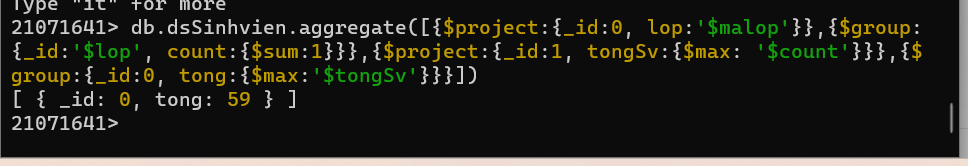 Type "it" for more
21071641> db.dsSinhvien.aggregate([{$project:{_id:0, lop:'$malop'}},{$group:
{_id:'$lop', count:{$sum:1}}},{$project:{_id:1, tongSv:{$max: '$count'}}},{$
group:{_id:0, tong:{$max:'$tongSv'}}}])
[ { _id: 0, tong: 59 } ]
21071641>